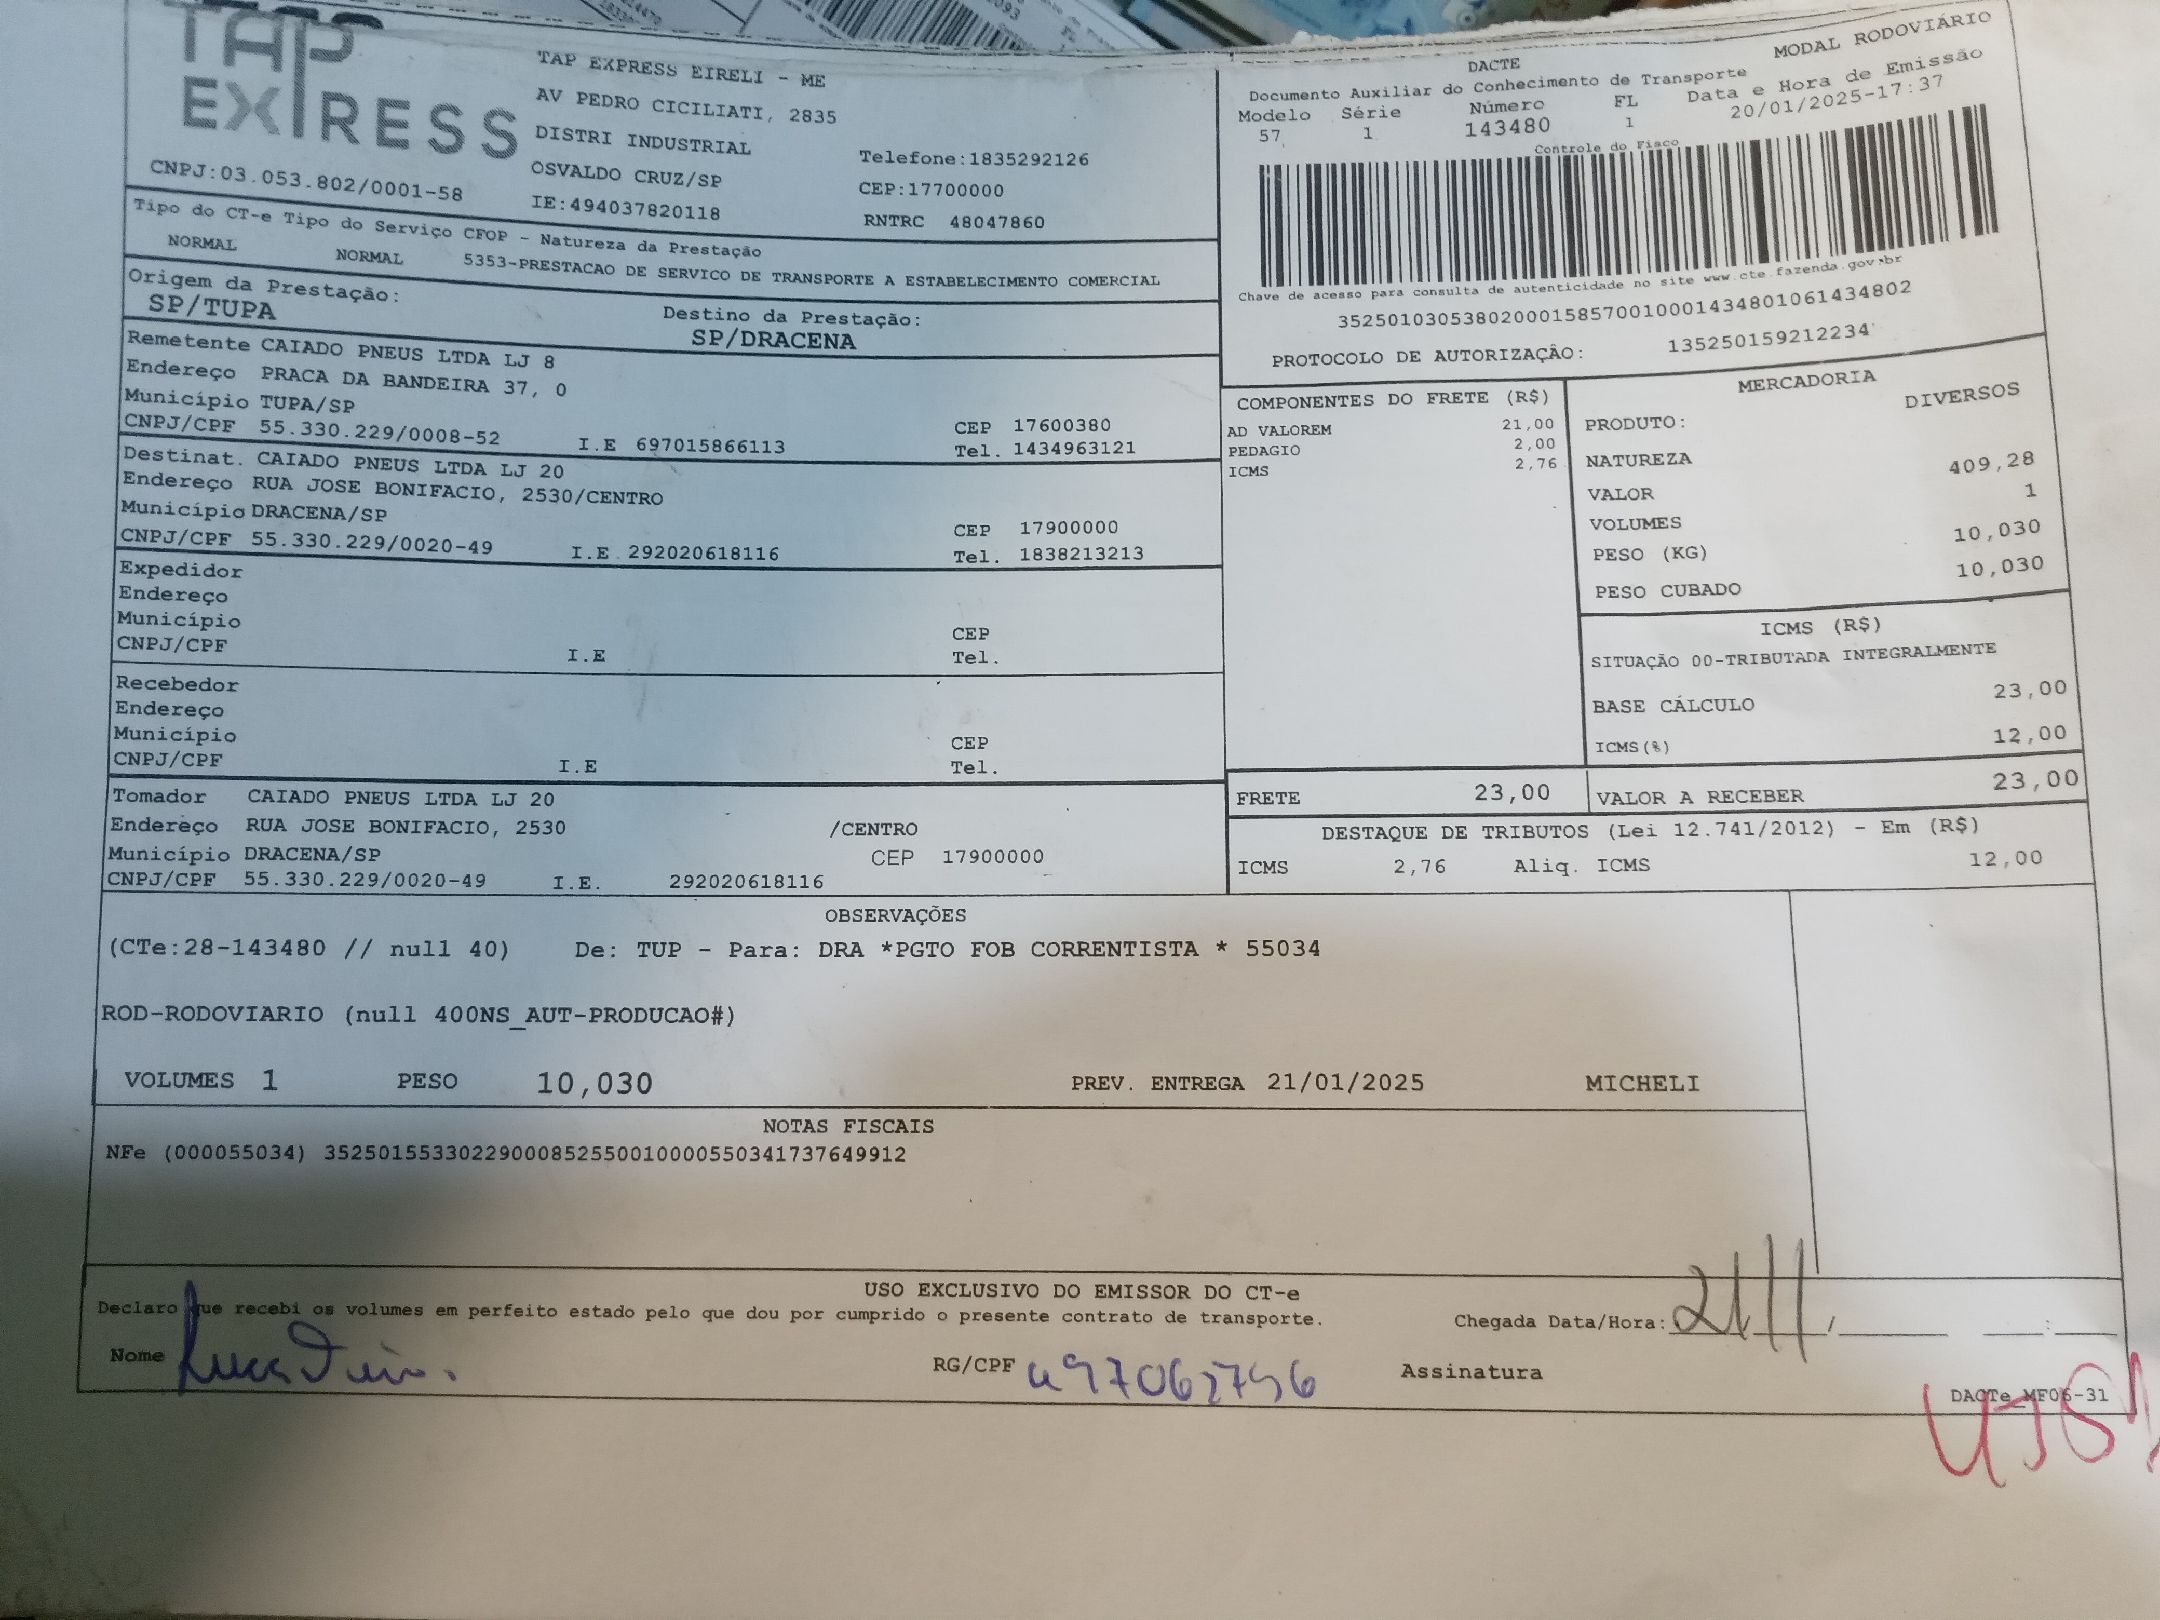 TAP
EXPRESS
CNPJ:03.053.802/0001-58
TAP EXPRESS EIRELI - ME
AV PEDRO CICILIATI, 2835
DISTRI INDUSTRIAL
OSVALDO CRUZ/SP
IE:494037820118
Telefone:1835292126
CEP:17700000
RNTRC 48047860
DACTE
MODAL RODOVIÁRIO
Documento Auxiliar do Conhecimento de Transporte
Modelo Série Número FL Data e Hora de Emissão
57 1 143480 1 20/01/2025-17:37
Controle do Fisco
Chave de acesso para consulta de autenticidade no site www.cte.fazenda.gov.br
35250103053802000158570010001434801061434802
PROTOCOLO DE AUTORIZAÇÃO: 135250159212234
Tipo do CT-e Tipo do Serviço CFOP - Natureza da Prestação
NORMAL NORMAL 5353-PRESTACAO DE SERVICO DE TRANSPORTE A ESTABELECIMENTO COMERCIAL
Origem da Prestação:
SP/TUPA
Destino da Prestação:
SP/DRACENA
Remetente CAIADO PNEUS LTDA LJ 8
Endereço PRACA DA BANDEIRA 37, 0
Município TUPA/SP CEP 17600380
CNPJ/CPF 55.330.229/0008-52 I.E 697015866113 Tel. 1434963121
Destinat. CAIADO PNEUS LTDA LJ 20
Endereço RUA JOSE BONIFACIO, 2530/CENTRO
Município DRACENA/SP CEP 17900000
CNPJ/CPF 55.330.229/0020-49 I.E 292020618116 Tel. 1838213213
Expedidor
Endereço
Município CEP
CNPJ/CPF I.E Tel.
Recebedor
Endereço
Município CEP
CNPJ/CPF I.E Tel.
Tomador CAIADO PNEUS LTDA LJ 20
Endereço RUA JOSE BONIFACIO, 2530 /CENTRO
Município DRACENA/SP CEP 17900000
CNPJ/CPF 55.330.229/0020-49 I.E. 292020618116
COMPONENTES DO FRETE (R$)
AD VALOREM 21,00
PEDAGIO 2,00
ICMS 2,76
MERCADORIA
PRODUTO: DIVERSOS
NATUREZA
VALOR 409,28
VOLUMES 1
PESO (KG) 10,030
PESO CUBADO 10,030
ICMS (R$)
SITUAÇÃO 00-TRIBUTADA INTEGRALMENTE
BASE CÁLCULO 23,00
ICMS(%) 12,00
FRETE 23,00 VALOR A RECEBER 23,00
DESTAQUE DE TRIBUTOS (Lei 12.741/2012) - Em (R$)
ICMS 2,76 Aliq. ICMS 12,00
OBSERVAÇÕES
(CTe:28-143480 // null 40) De: TUP - Para: DRA *PGTO FOB CORRENTISTA * 55034
ROD-RODOVIARIO (null 400NS_AUT-PRODUCAO#)
VOLUMES 1 PESO 10,030 PREV. ENTREGA 21/01/2025 MICHELI
NOTAS FISCAIS
NFe (000055034) 35250155330229000852550010000550341737649912
USO EXCLUSIVO DO EMISSOR DO CT-e
Declaro que recebi os volumes em perfeito estado pelo que dou por cumprido o presente contrato de transporte.
Chegada Data/Hora: 21/1/
Nome RG/CPF 497062796 Assinatura
DACTe_MF06-31